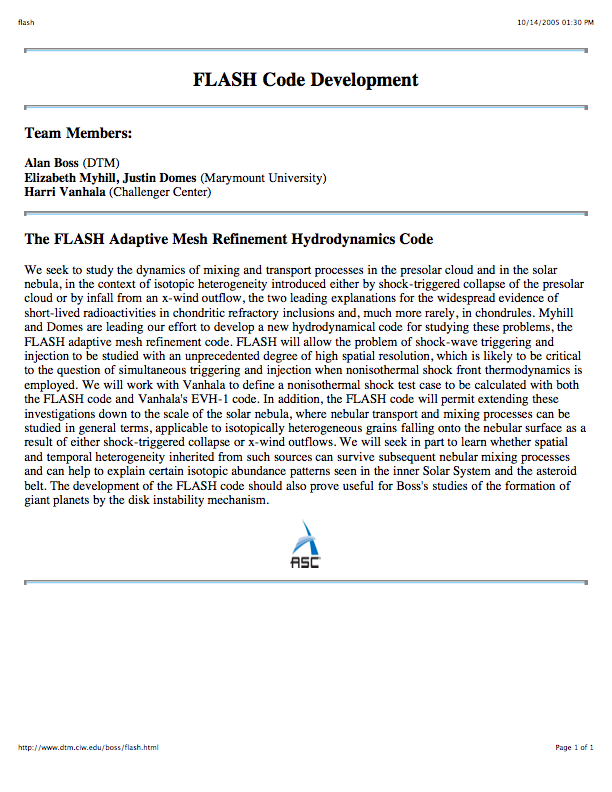 flash
10/14/2005 01:30 PM
FLASH Code Development
Team Members:
Alan Boss (DTM)
Elizabeth Myhill, Justin Domes (Marymount University)
Harri Vanhala (Challenger Center)
The FLASH Adaptive Mesh Refinement Hydrodynamics Code
We seek to study the dynamics of mixing and transport processes in the presolar cloud and in the solar
nebula, in the context of isotopic heterogeneity introduced either by shock-triggered collapse of the presolar
cloud or by infall from an x-wind outflow, the two leading explanations for the widespread evidence of
short-lived radioactivities in chondritic refractory inclusions and, much more rarely, in chondrules. Myhill
and Domes are leading our effort to develop a new hydrodynamical code for studying these problems, the
FLASH adaptive mesh refinement code. FLASH will allow the problem of shock-wave triggering and
injection to be studied with an unprecedented degree of high spatial resolution, which is likely to be critical
to the question of simultaneous triggering and injection when nonisothermal shock front thermodynamics is
employed. We will work with Vanhala to define a nonisothermal shock test case to be calculated with both
the FLASH code and Vanhala's EVH-1 code. In addition, the FLASH code will permit extending these
investigations down to the scale of the solar nebula, where nebular transport and mixing processes can be
studied in general terms, applicable to isotopically heterogeneous grains falling onto the nebular surface as a
result of either shock-triggered collapse or x-wind outflows. We will seek in part to learn whether spatial
and temporal heterogeneity inherited from such sources can survive subsequent nebular mixing processes
and can help to explain certain isotopic abundance patterns seen in the inner Solar System and the asteroid
belt. The development of the FLASH code should also prove useful for Boss's studies of the formation of
giant planets by the disk instability mechanism.
ASC
http://www.dtm.ciw.edu/boss/flash.html
Page 1 of 1